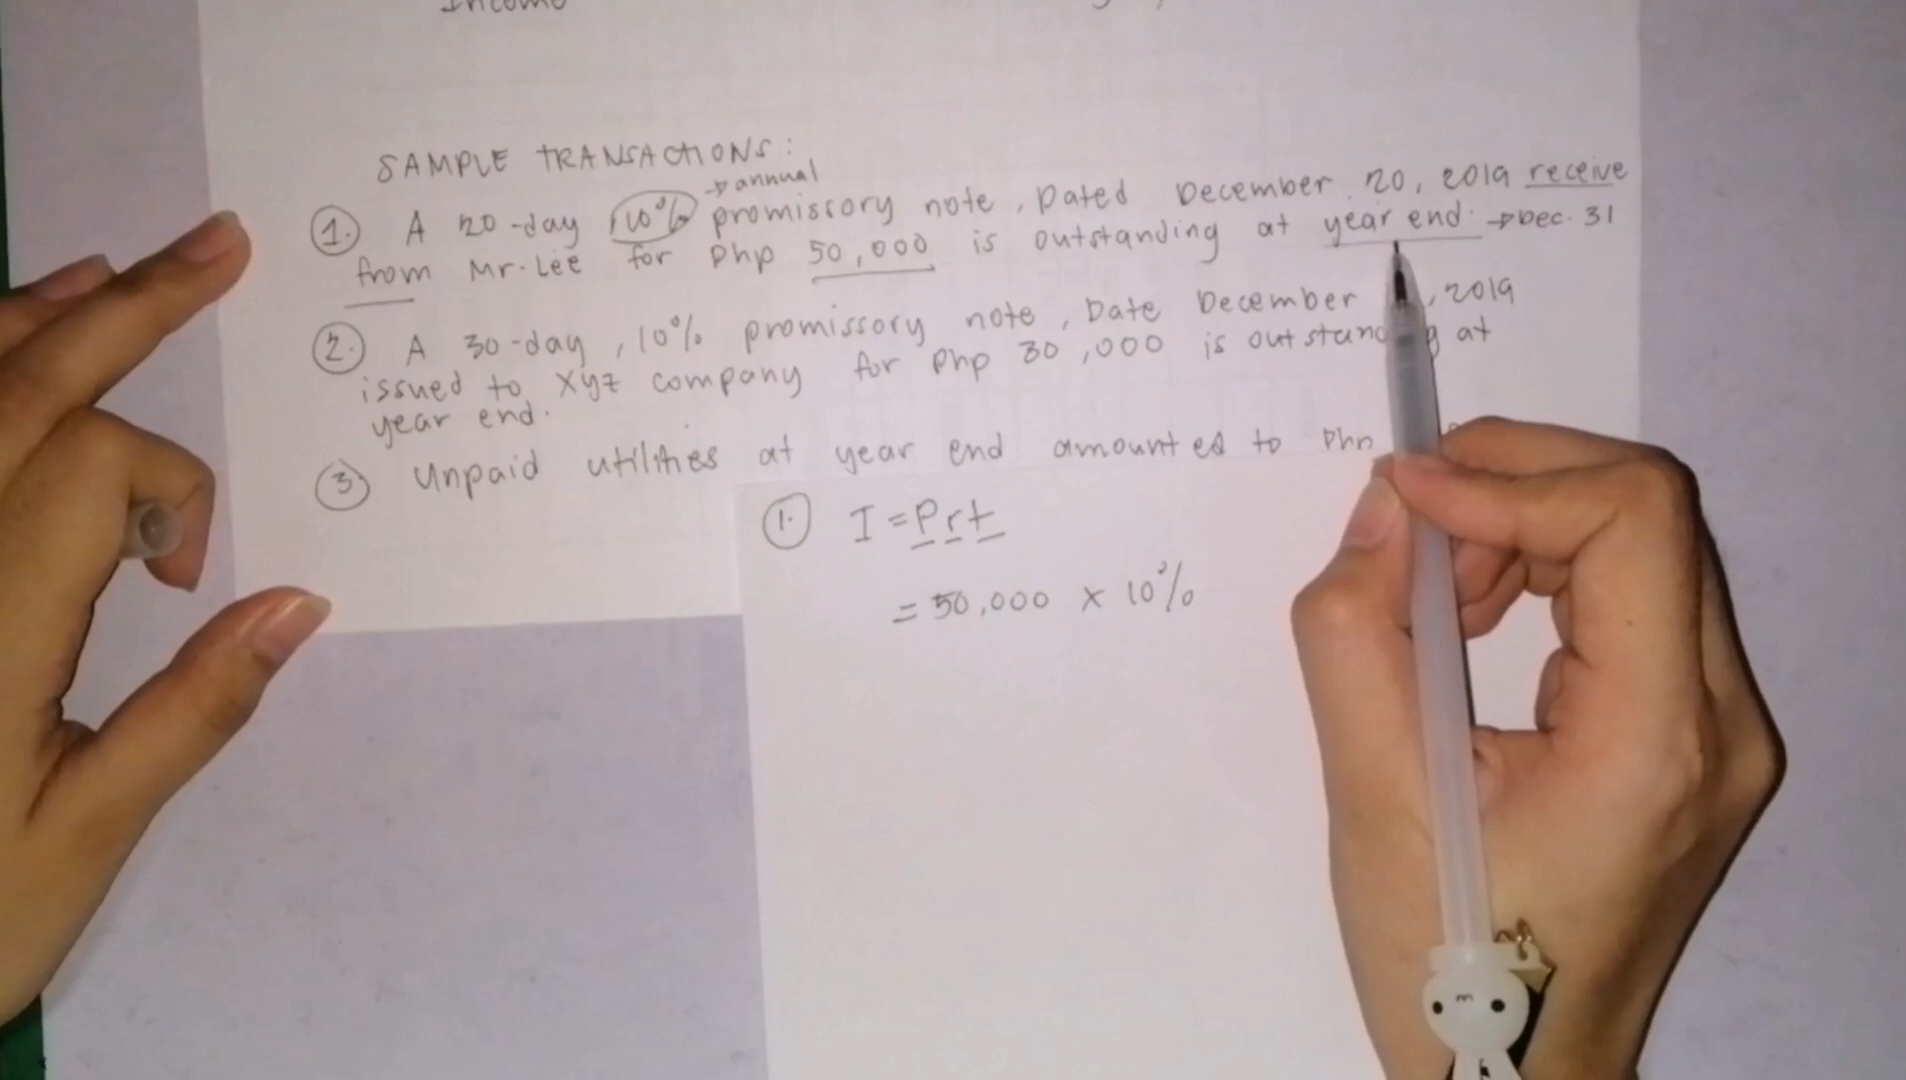 Income
SAMPLE TRANSACTIONS:
→ annual
1. A 20-day, 10% promissory note, Dated December 20, 2019 receive
from Mr. Lee for Php 50,000 is outstanding at year end. → Dec. 31
2. A 30-day, 10% promissory note, Date December , 2019
issued to XYZ company for Php 30,000 is outstanding at
year end.
3 Unpaid utilities at year end amounted to Php
1. I = Prt
= 50,000 x 10%